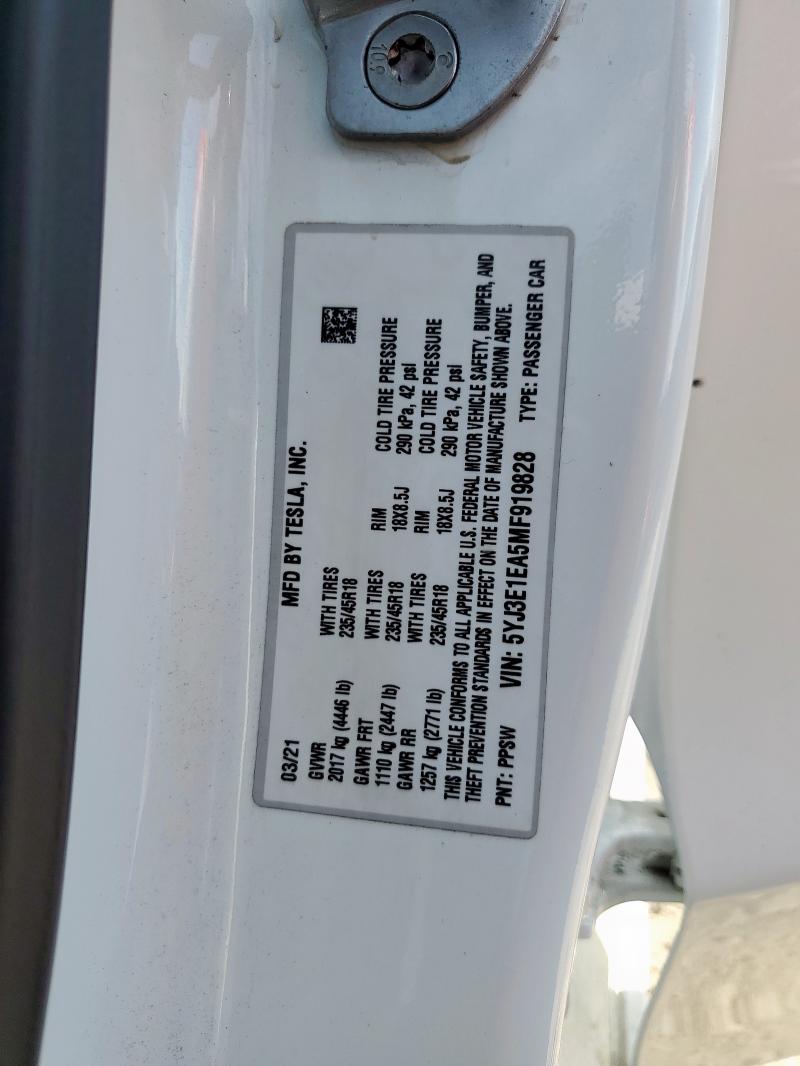 10.9
03/21 MFD BY TESLA, INC.
GVWR WITH TIRES
2017 kg (4446 lb) 235/45R18
GAWR FRT WITH TIRES RIM COLD TIRE PRESSURE
1110 kg (2447 lb) 235/45R18 18X8.5J 290 kPa, 42 psi
GAWR RR WITH TIRES RIM COLD TIRE PRESSURE
1257 kg (2771 lb) 235/45R18 18X8.5J 290 kPa, 42 psi
THIS VEHICLE CONFORMS TO ALL APPLICABLE U.S. FEDERAL MOTOR VEHICLE SAFETY, BUMPER, AND
THEFT PREVENTION STANDARDS IN EFFECT ON THE DATE OF MANUFACTURE SHOWN ABOVE.
PNT: PPSW VIN: 5YJ3E1EA5MF919828 TYPE: PASSENGER CAR